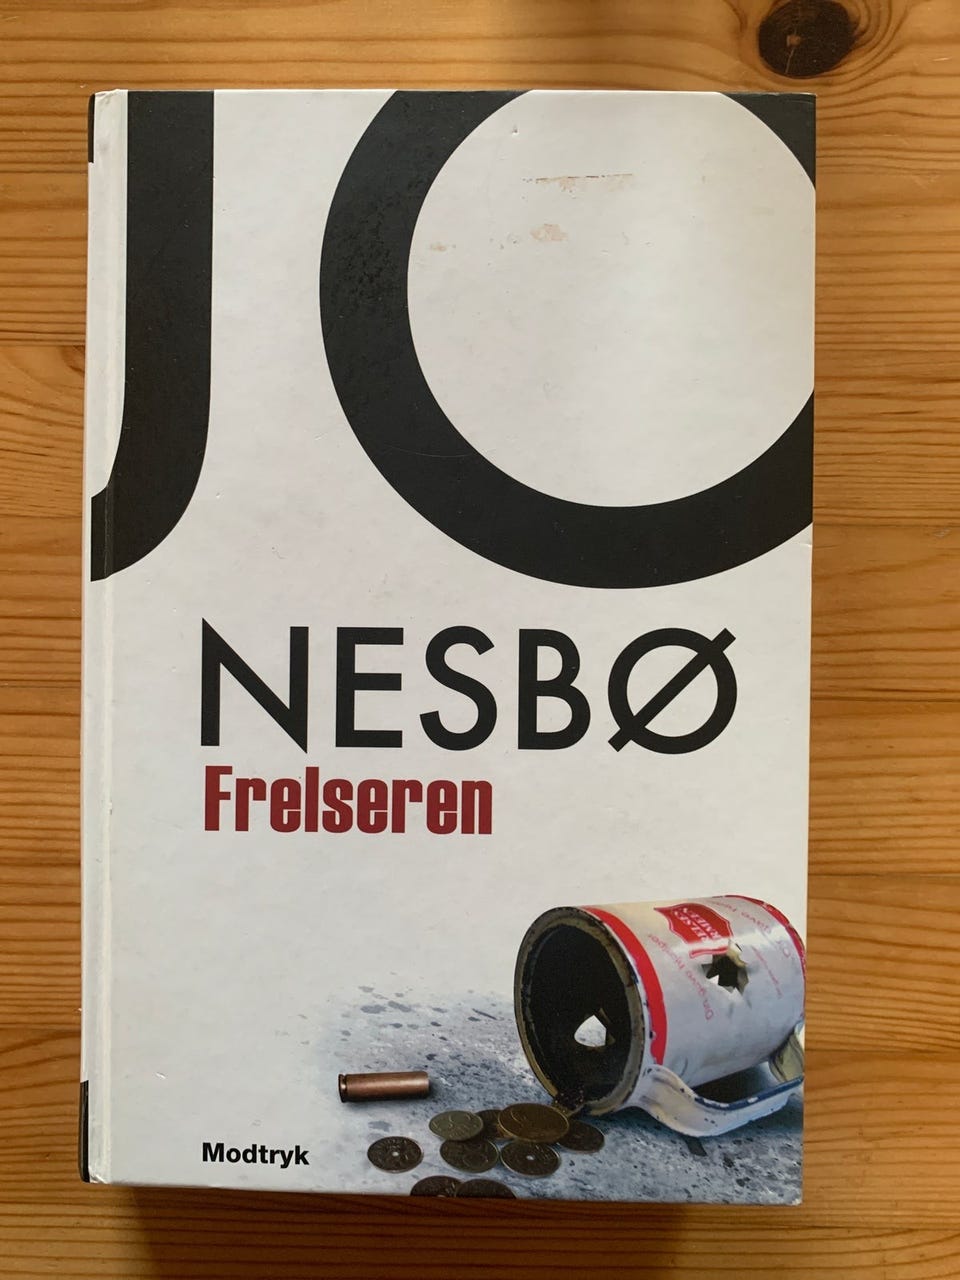 JO
NESBØ
Frelseren
Modtryk